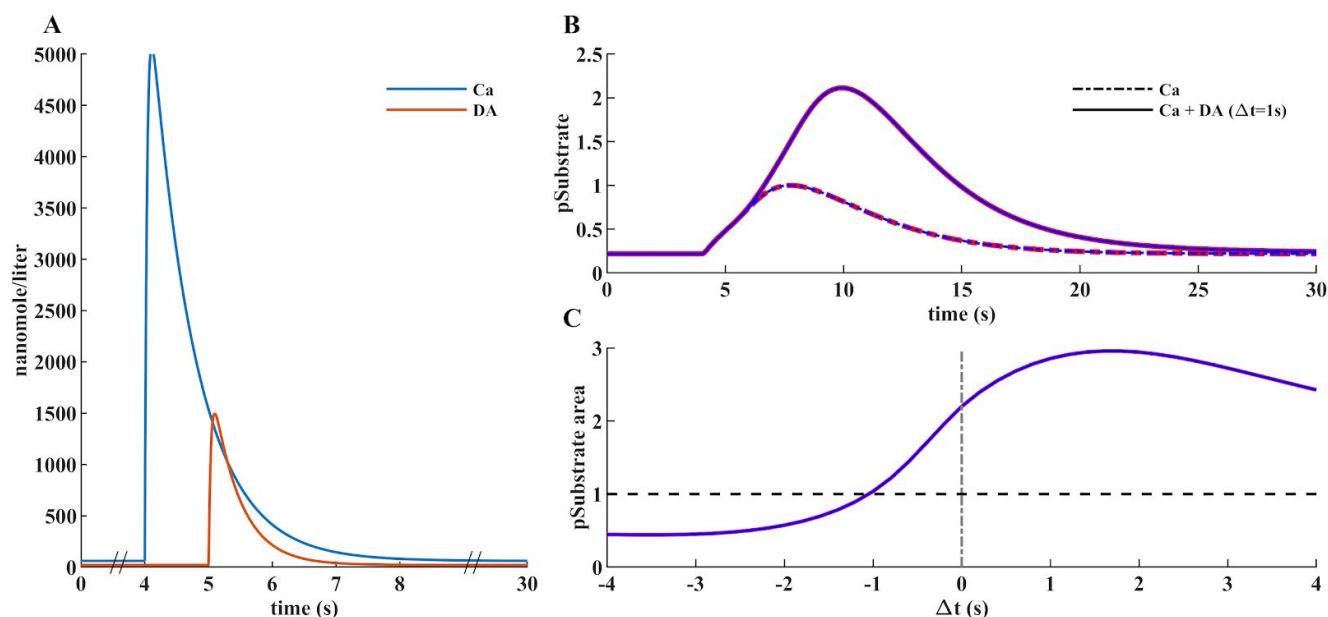 A
5000
4500
4000
3500
3000
2500
2000
1500
1000
500
0
nanomole/liter
Ca
DA
0 4 5 6 7 8 30
time (s)
B
2.5
2
1.5
1
0.5
0
pSubstrate
Ca
Ca + DA (Δt=1s)
0 5 10 15 20 25 30
time (s)
C
3
2
1
0
pSubstrate area
-4 -3 -2 -1 0 1 2 3 4
Δt (s)